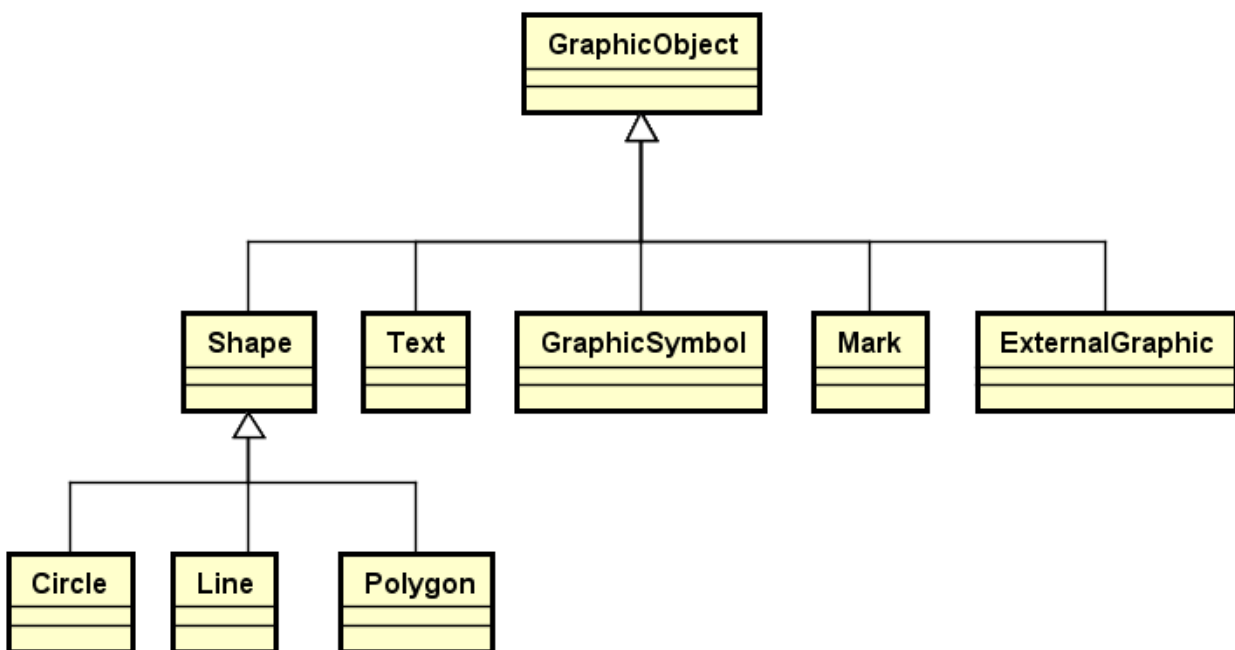 GraphicObject
Shape
Text
GraphicSymbol
Mark
ExternalGraphic
Circle
Line
Polygon